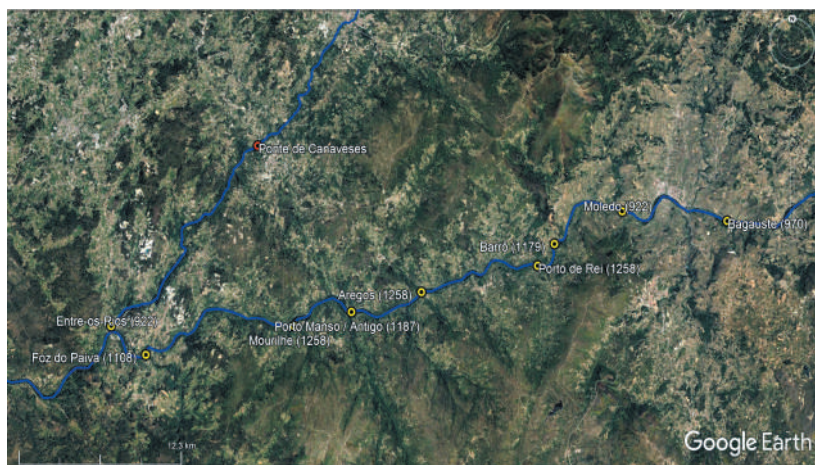 Ponte de Canaveses
Moledo (922)
Bagaúste (970)
Barrô (1179)
Porto de Rei (1258)
Aregos (1258)
Entre-os-Rios (922)
Porto Manso / Antigo (1187)
Mourilhe (1258)
Foz do Paiva (1108)
12.3 km
Google Earth